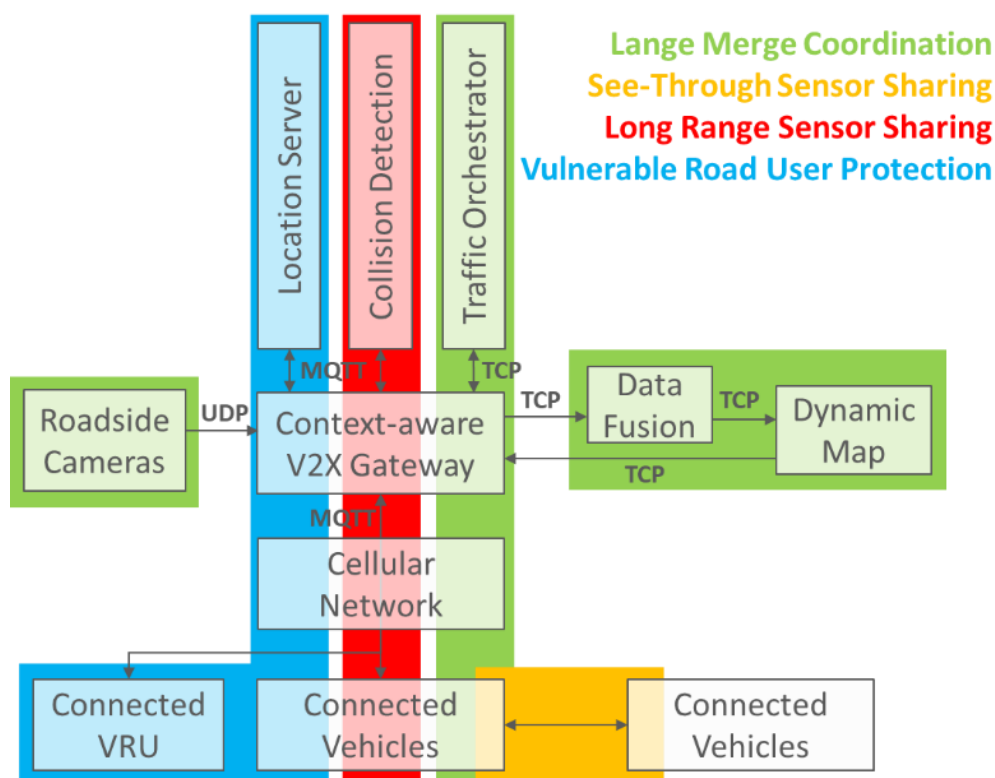 Lange Merge Coordination
See-Through Sensor Sharing
Long Range Sensor Sharing
Vulnerable Road User Protection
Location Server
Collision Detection
Traffic Orchestrator
MQTT
TCP
Roadside
Cameras
UDP
Context-aware
V2X Gateway
TCP
Data
Fusion
TCP
Dynamic
Map
TCP
MQTT
Cellular
Network
Connected
VRU
Connected
Vehicles
Connected
Vehicles